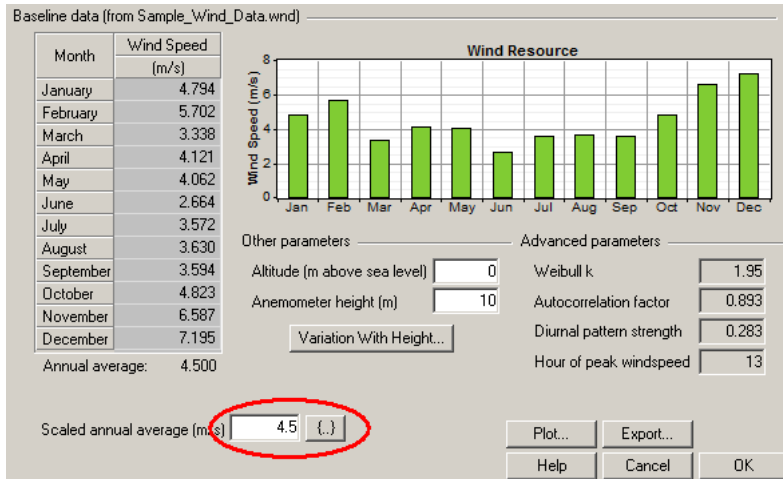 Baseline data (from Sample_Wind_Data.wnd)
Month Wind Speed
(m/s)
January 4.794
February 5.702
March 3.338
April 4.121
May 4.062
June 2.664
July 3.572
August 3.630
September 3.594
October 4.823
November 6.587
December 7.195
Annual average: 4.500
Wind Resource
Wind Speed (m/s)
8
6
4
2
0
Jan Feb Mar Apr May Jun Jul Aug Sep Oct Nov Dec
Other parameters
Altitude (m above sea level) 0
Anemometer height (m) 10
Variation With Height...
Advanced parameters
Weibull k 1.95
Autocorrelation factor 0.893
Diurnal pattern strength 0.283
Hour of peak windspeed 13
Scaled annual average (m/s) 4.5 {..}
Plot... Export...
Help Cancel OK